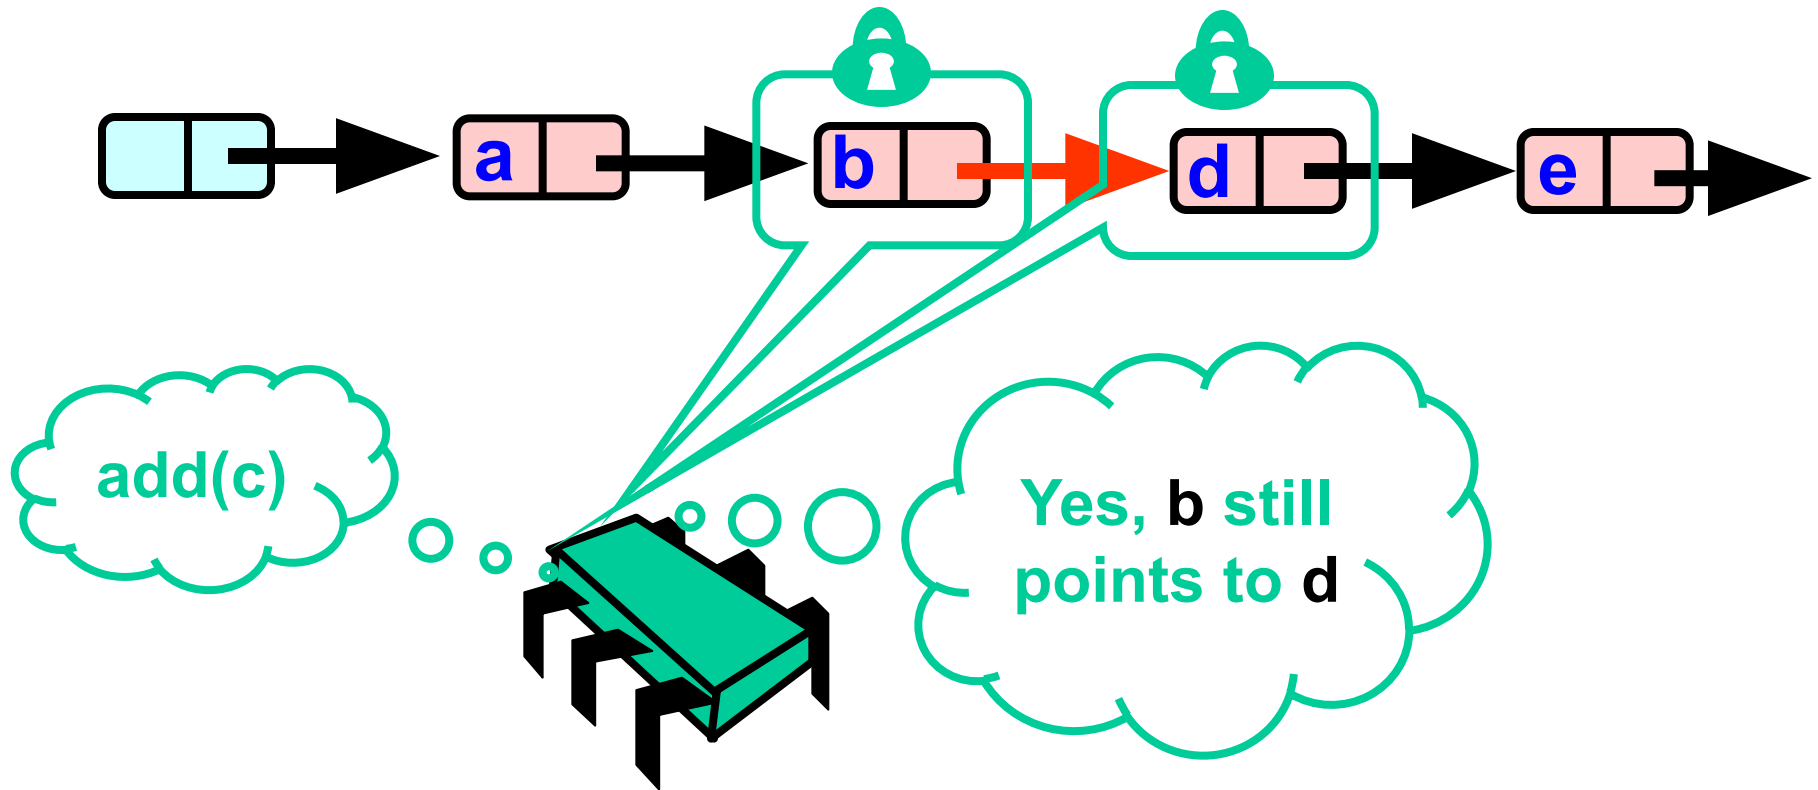 a
b
d
e
add(c)
Yes, b still
points to d